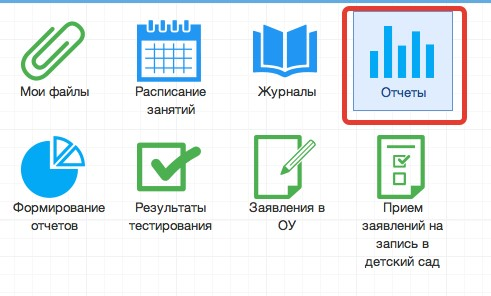 Мои файлы
Расписание
занятий
Журналы
Отчеты
Формирование
отчетов
Результаты
тестирования
Заявления в
ОУ
Прием
заявлений на
запись в
детский сад